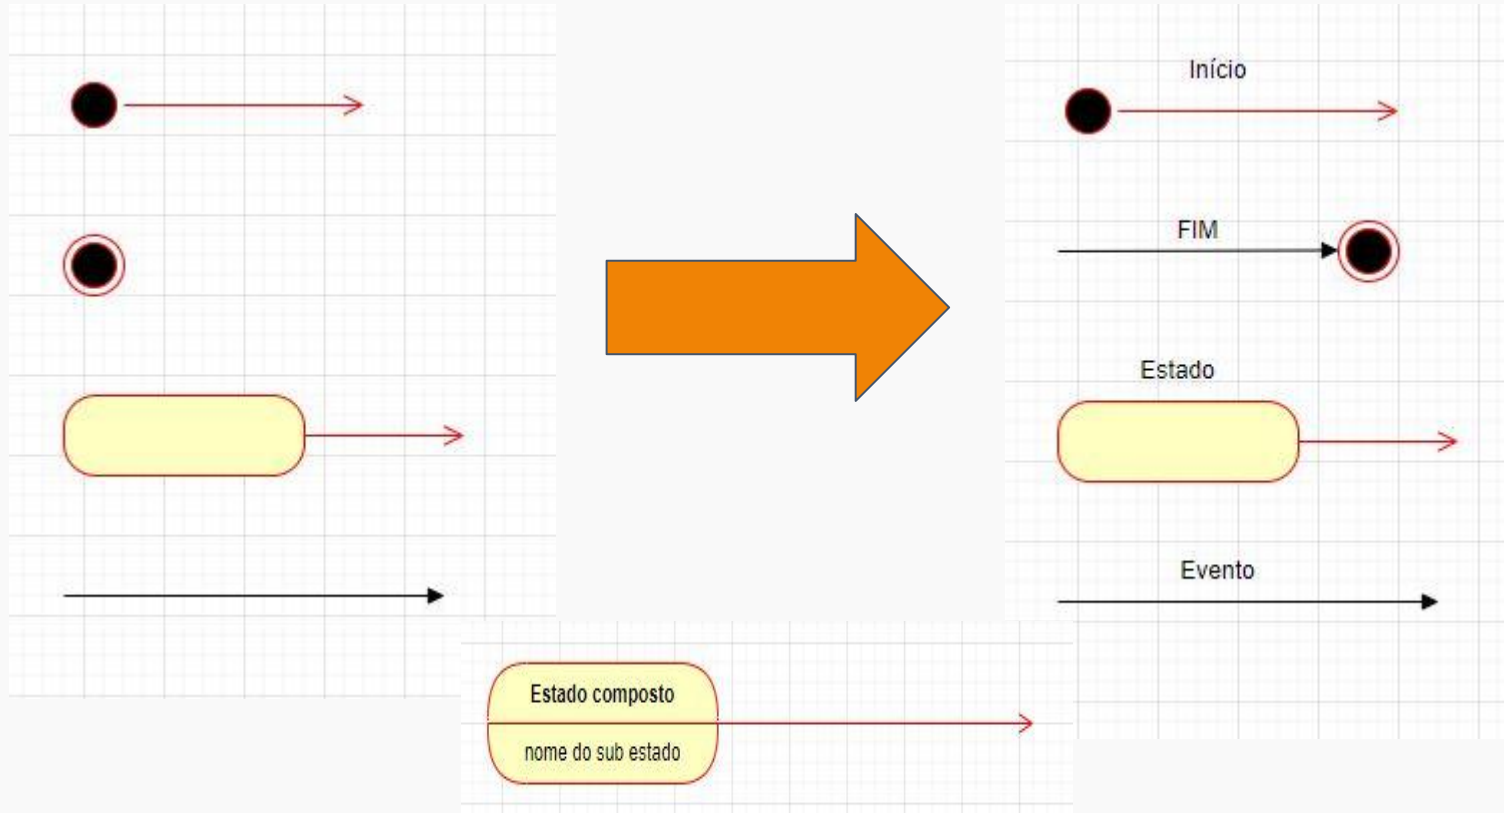 Início
FIM
Estado
Evento
Estado composto
nome do sub estado